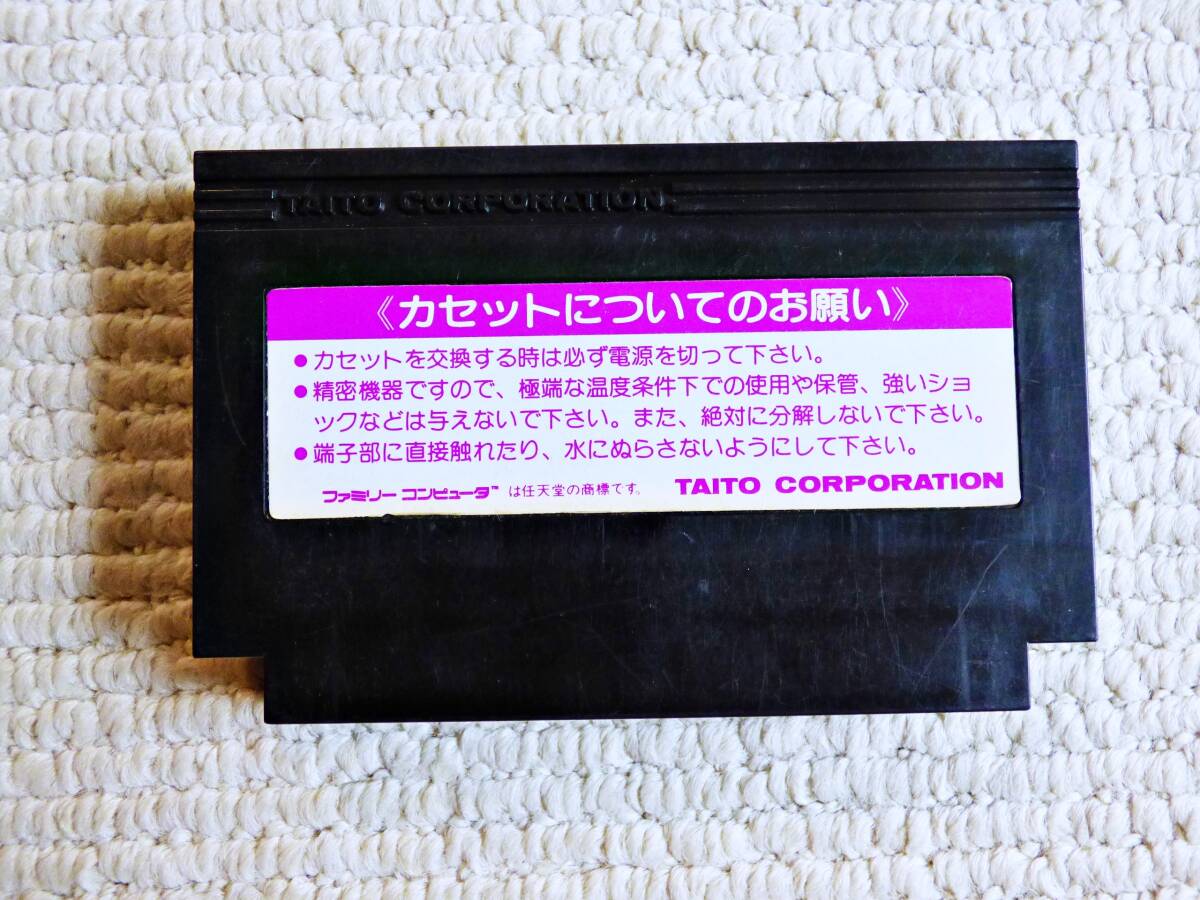 TAITO CORPORATION.
《カセットについてのお願い》
●カセットを交換する時は必ず電源を切って下さい。
●精密機器ですので、極端な温度条件下での使用や保管、強いショ
ックなどは与えないで下さい。また、絶対に分解しないで下さい。
●端子部に直接触れたり、水にぬらさないようにして下さい。
ファミリーコンピュータ™ は任天堂の商標です。 TAITO CORPORATION